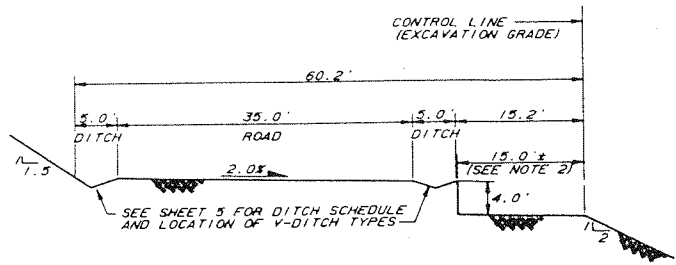 CONTROL LINE
(EXCAVATION GRADE)
60.2'
5.0' 35.0' 5.0' 15.2'
DITCH ROAD DITCH
15.0'±
(SEE NOTE 2)
1
1.5
2.0%
4.0'
SEE SHEET 5 FOR DITCH SCHEDULE
AND LOCATION OF V-DITCH TYPES
1
2